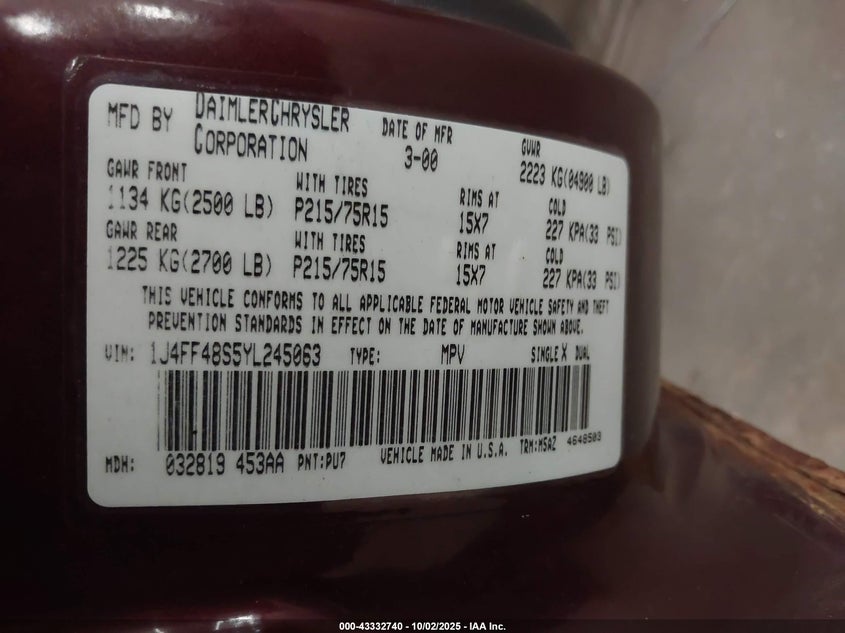 MFD BY DAIMLERCHRYSLER CORPORATION DATE OF MFR 3-00 GVWR 2223 KG(04900 LB)
GAWR FRONT WITH TIRES RIMS AT COLD
1134 KG(2500 LB) P215/75R15 15X7 227 KPA(33 PSI)
GAWR REAR WITH TIRES RIMS AT COLD
1225 KG(2700 LB) P215/75R15 15X7 227 KPA(33 PSI)
THIS VEHICLE CONFORMS TO ALL APPLICABLE FEDERAL MOTOR VEHICLE SAFETY AND THEFT
PREVENTION STANDARDS IN EFFECT ON THE DATE OF MANUFACTURE SHOWN ABOVE.
VIN: 1J4FF48S5YL245063 TYPE: MPV SINGLE X DUAL
MDH: 032819 453AA PNT:PU7 VEHICLE MADE IN U.S.A. TRM:M5AZ 4648503
000-43332740 - 10/02/2025 - IAA Inc.